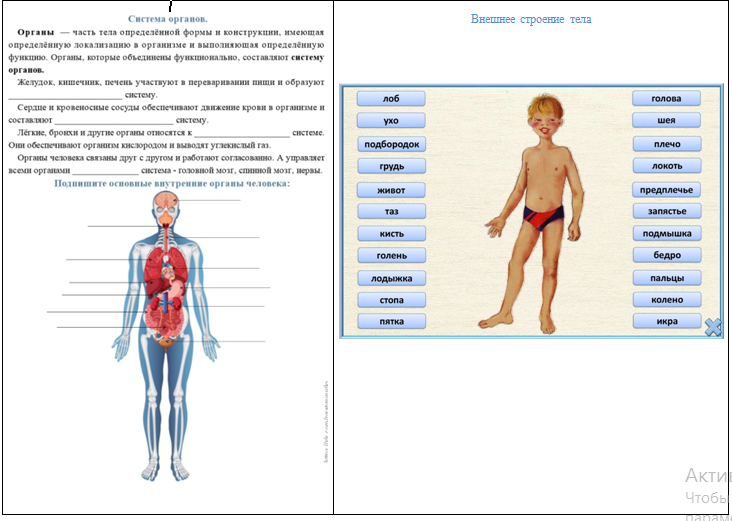 Система органов.
Органы — часть тела определённой формы и конструкции, имеющая
определённую локализацию в организме и выполняющая определённую
функцию. Органы, которые объединены функционально, составляют систему
органов.
Желудок, кишечник, печень участвуют в переваривании пищи и образуют
_______________________ систему.
Сердце и кровеносные сосуды обеспечивают движение крови в организме и
составляют ________________________ систему.
Лёгкие, бронхи и другие органы относятся к ____________________ системе.
Они обеспечивают организм кислородом и выводят углекислый газ.
Органы человека связаны друг с другом и работают согласованно. А управляет
всеми органами ______________ система - головной мозг, спинной мозг, нервы.
Подпишите основные внутренние органы человека:
Внешнее строение тела
лоб
ухо
подбородок
грудь
живот
таз
кисть
голень
лодыжка
стопа
пятка
голова
шея
плечо
локоть
предплечье
запястье
подмышка
бедро
пальцы
колено
икра
Акти
Чтобы
парам